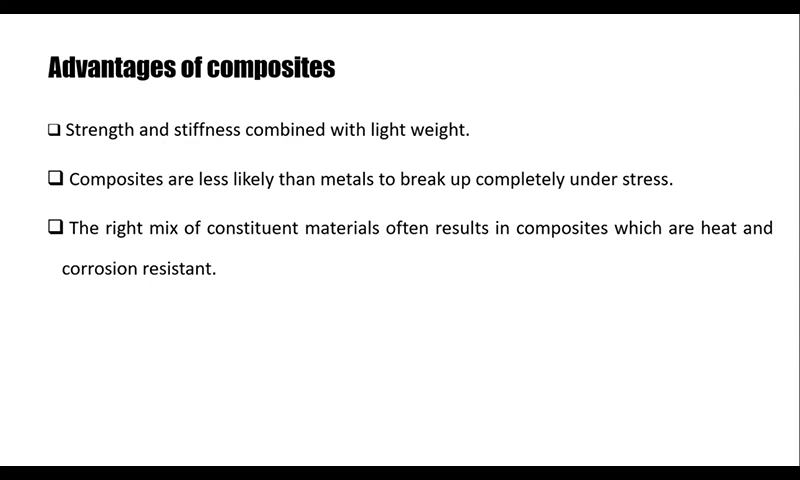 Advantages of composites
❑ Strength and stiffness combined with light weight.
❑ Composites are less likely than metals to break up completely under stress.
❑ The right mix of constituent materials often results in composites which are heat and
corrosion resistant.